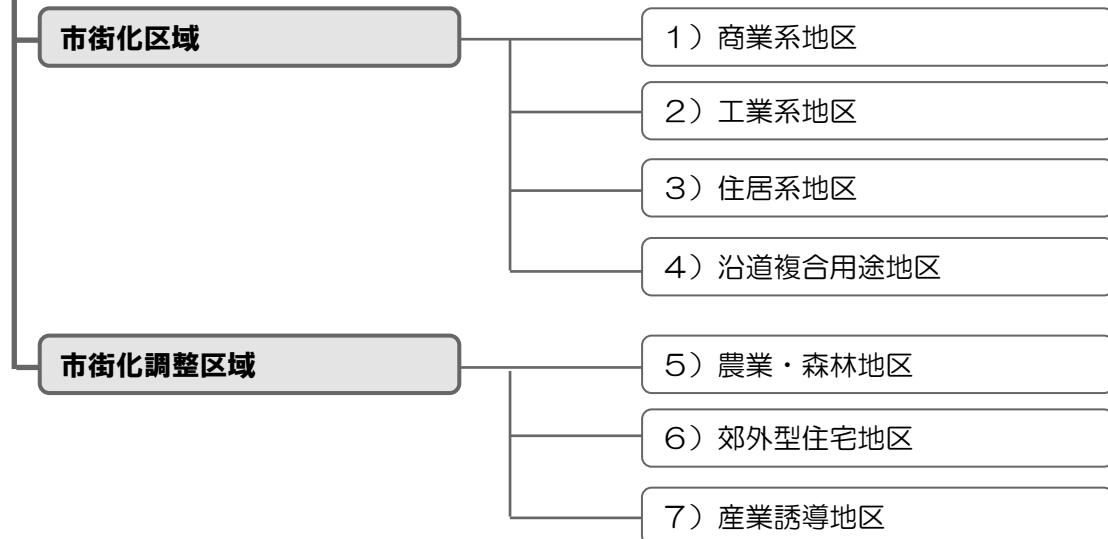 市街化区域
１）商業系地区
２）工業系地区
３）住居系地区
４）沿道複合用途地区
市街化調整区域
５）農業・森林地区
６）郊外型住宅地区
７）産業誘導地区